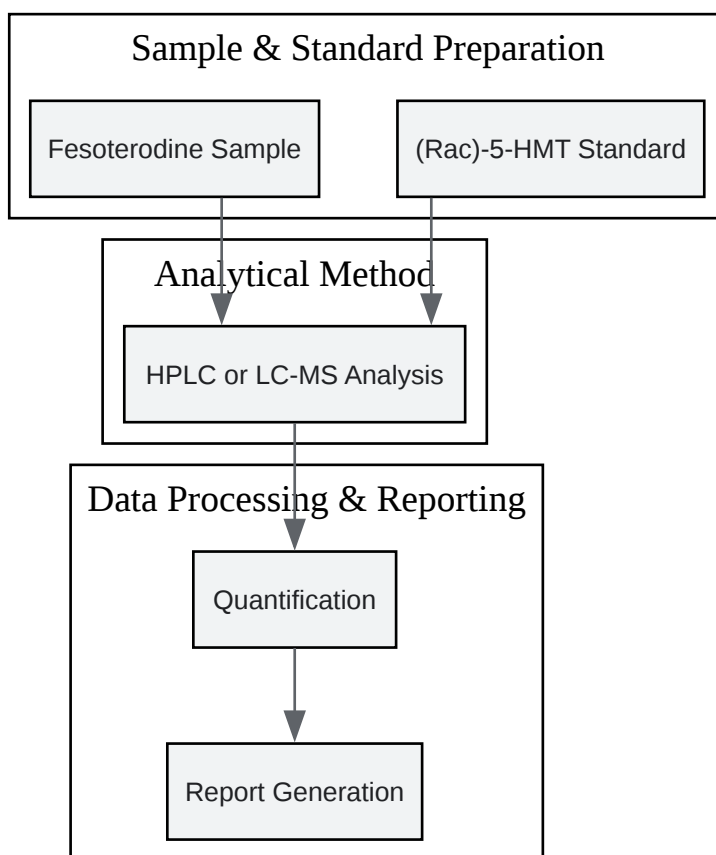 Sample & Standard Preparation
Fesoterodine Sample
(Rac)-5-HMT Standard
Analytical Method
HPLC or LC-MS Analysis
Data Processing & Reporting
Quantification
Report Generation